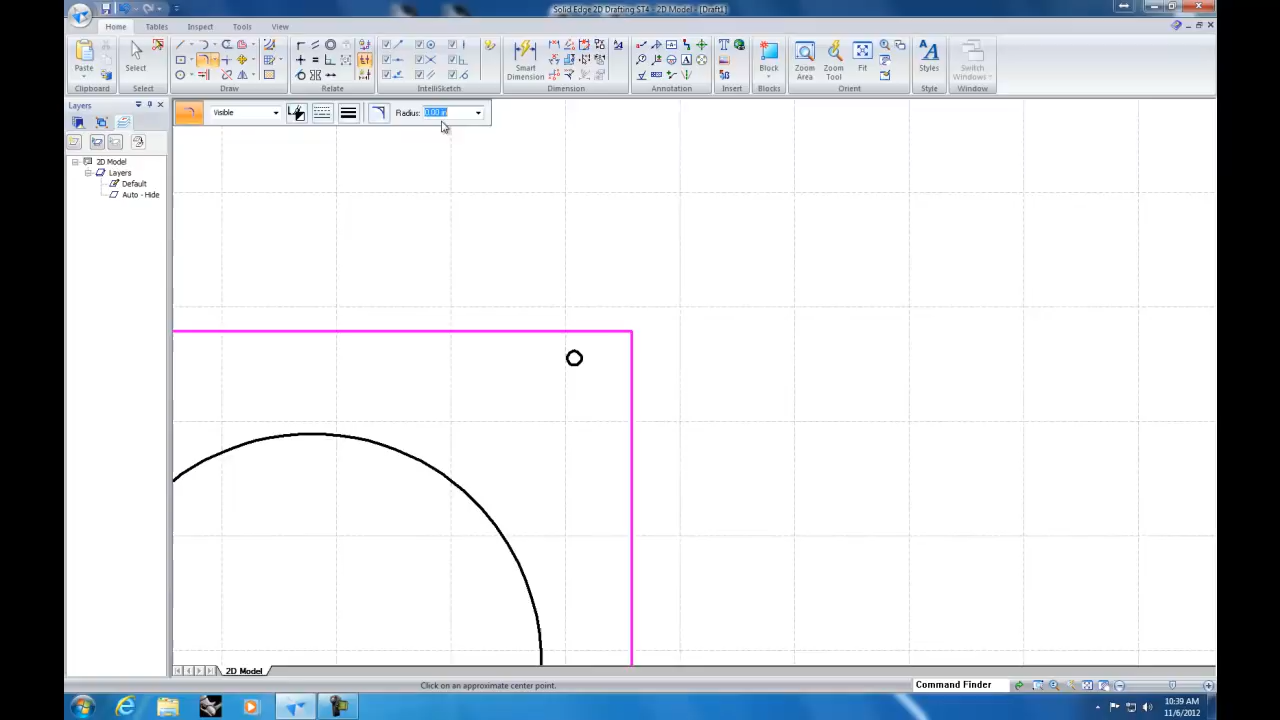 Solid Edge 2D Drafting ST4 - 2D Model - [Draft1]
Home Tables Inspect Tools View
Paste
Select
Smart Dimension
Block
Zoom Area
Zoom Tool
Fit
Styles
Switch Windows
Clipboard Select Draw Relate IntelliSketch Dimension Annotation Insert Blocks Orient Style Window
Layers
Visible
Radius: 0.00 in
2D Model
Layers
Default
Auto - Hide
2D Model
Click on an approximate center point.
Command Finder
10:39 AM
11/6/2012